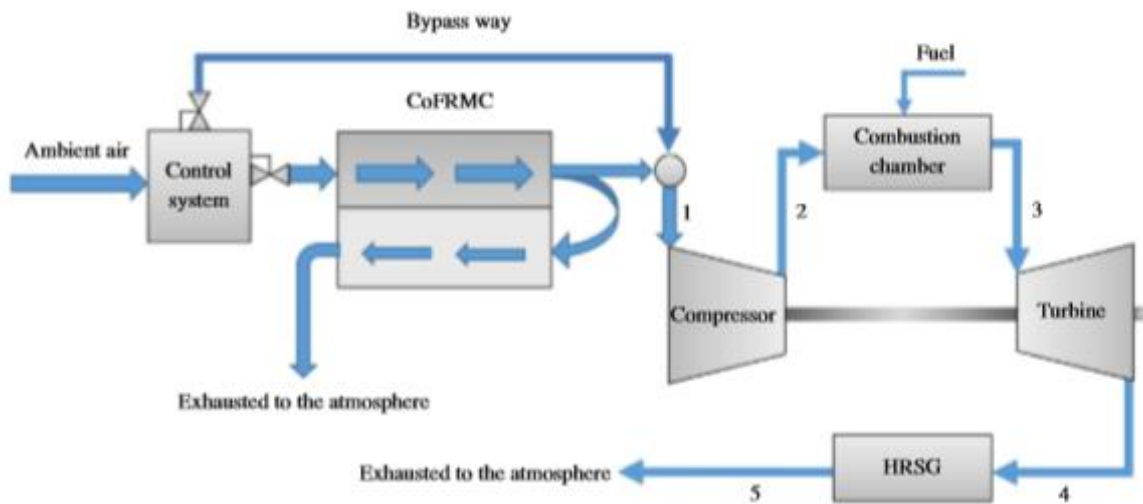 Bypass way
Fuel
CoFRMC
Ambient air
Control
system
Combustion
chamber
1
2
3
Compressor
Turbine
Exhausted to the atmosphere
HRSG
Exhausted to the atmosphere
5
4